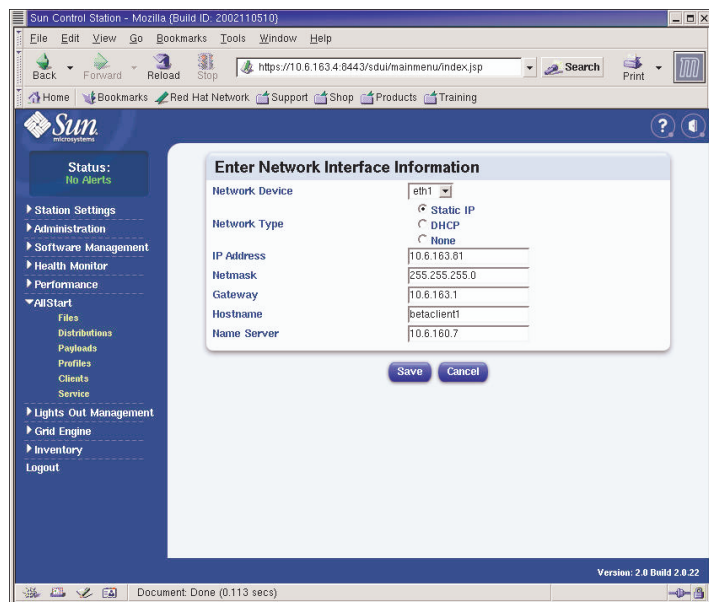 Sun Control Station - Mozilla {Build ID: 2002110510}
File Edit View Go Bookmarks Tools Window Help
Back Forward Reload Stop https://10.6.163.4:8443/sdui/mainmenu/index.jsp Search Print
Home Bookmarks Red Hat Network Support Shop Products Training
Sun
microsystems
?
Status:
No Alerts
Station Settings
Administration
Software Management
Health Monitor
Performance
AllStart
Files
Distributions
Payloads
Profiles
Clients
Service
Lights Out Management
Grid Engine
Inventory
Logout
Enter Network Interface Information
Network Device eth1
Network Type
Static IP
DHCP
None
IP Address 10.6.163.81
Netmask 255.255.255.0
Gateway 10.6.163.1
Hostname betaclient1
Name Server 10.6.160.7
Save Cancel
Version: 2.0 Build 2.0.22
Document: Done (0.113 secs)